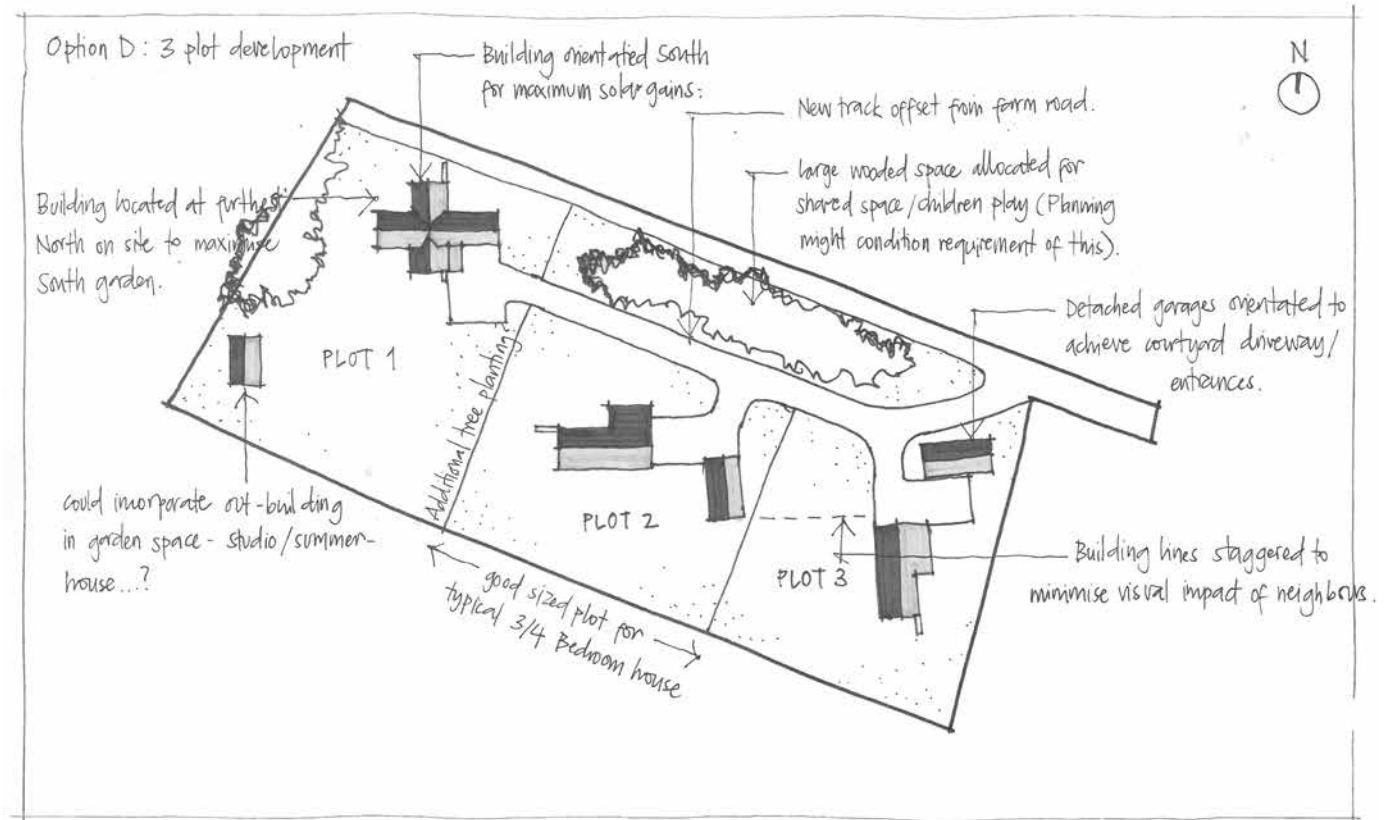 Option D: 3 plot development
Building orientated South
for maximum solar gains:
N
New track offset from farm road.
Large wooded space allocated for
shared space/children play (Planning
might condition requirement of this).
Building located at furthest
North on site to maximise
South garden.
Detached garages orientated to
achieve courtyard driveway/
entrances.
PLOT 1
Additional tree planting
could incorporate out-building
in garden space - studio/summer-
house...?
PLOT 2
PLOT 3
good sized plot for
typical 3/4 Bedroom house
Building lines staggered to
minimise visual impact of neighbours.